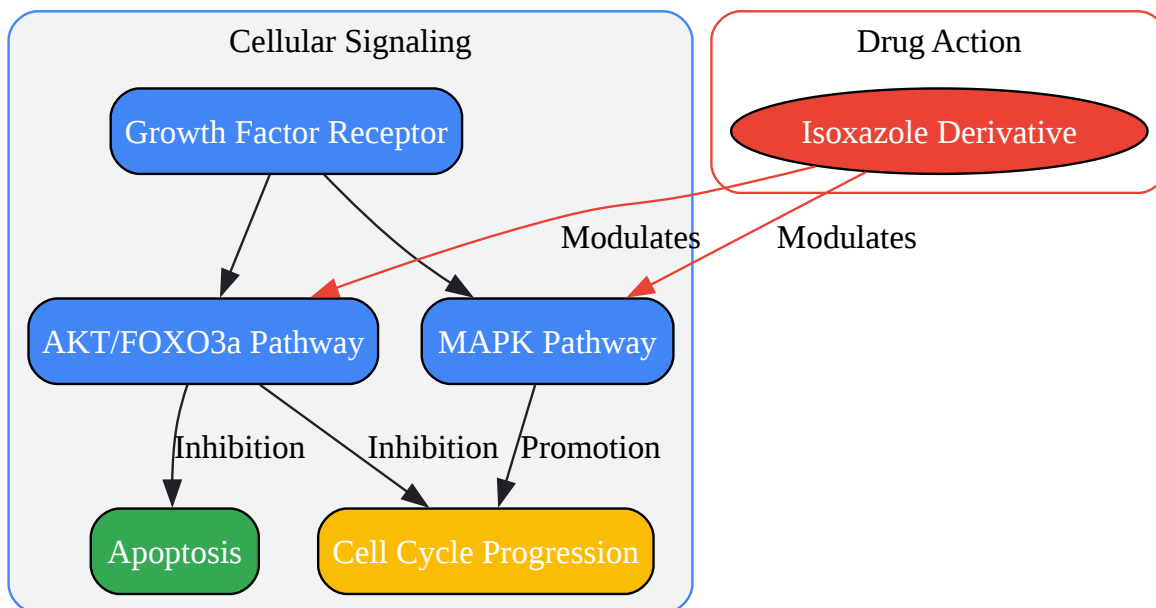 Cellular Signaling
Drug Action
Growth Factor Receptor
Isoxazole Derivative
Modulates
Modulates
AKT/FOXO3a Pathway
MAPK Pathway
Inhibition
Inhibition
Promotion
Apoptosis
Cell Cycle Progression